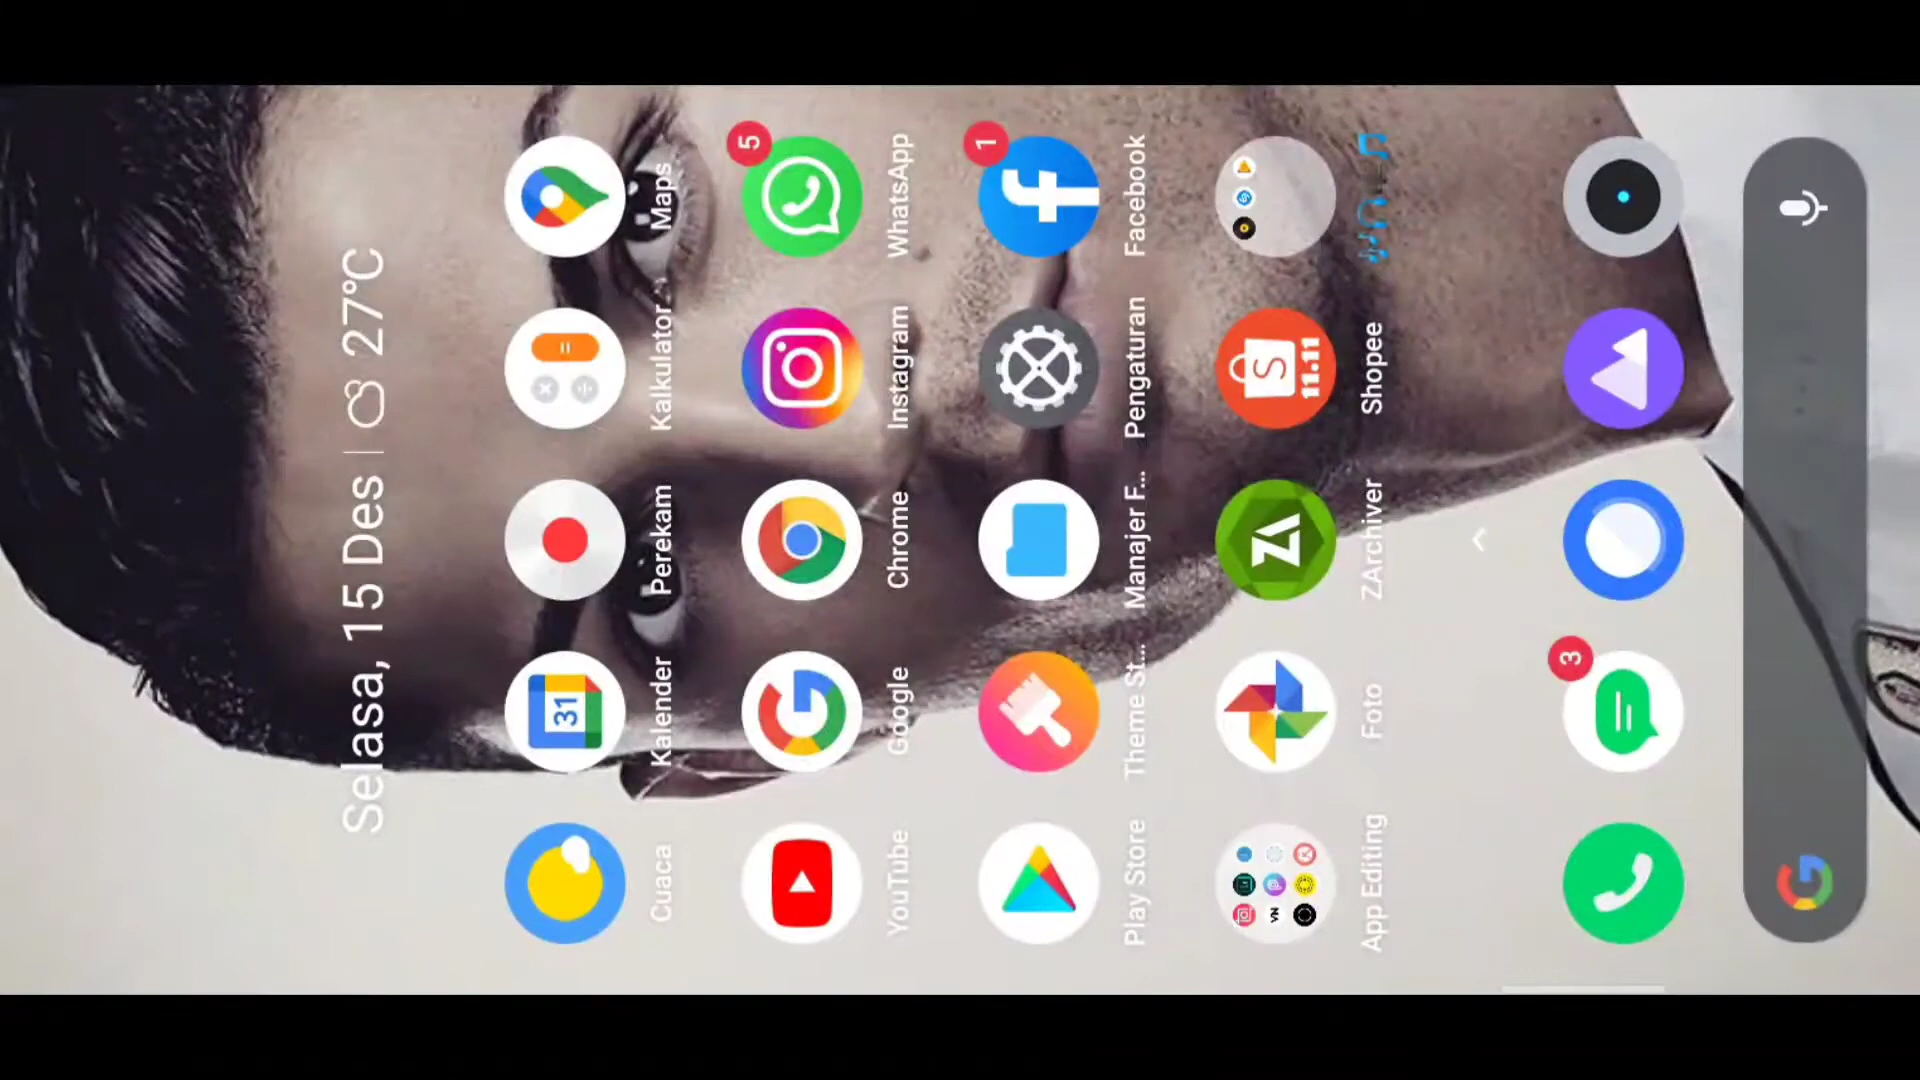 Selasa, 15 Des | 27°C
31
Cuaca
Kalender
Perekam
Kalkulator
Maps
5
YouTube
Google
Chrome
Instagram
WhatsApp
1
Play Store
Theme St...
Manajer F...
Pengaturan
Facebook
VN
11.11
App Editing
Foto
ZArchiver
Shopee
3